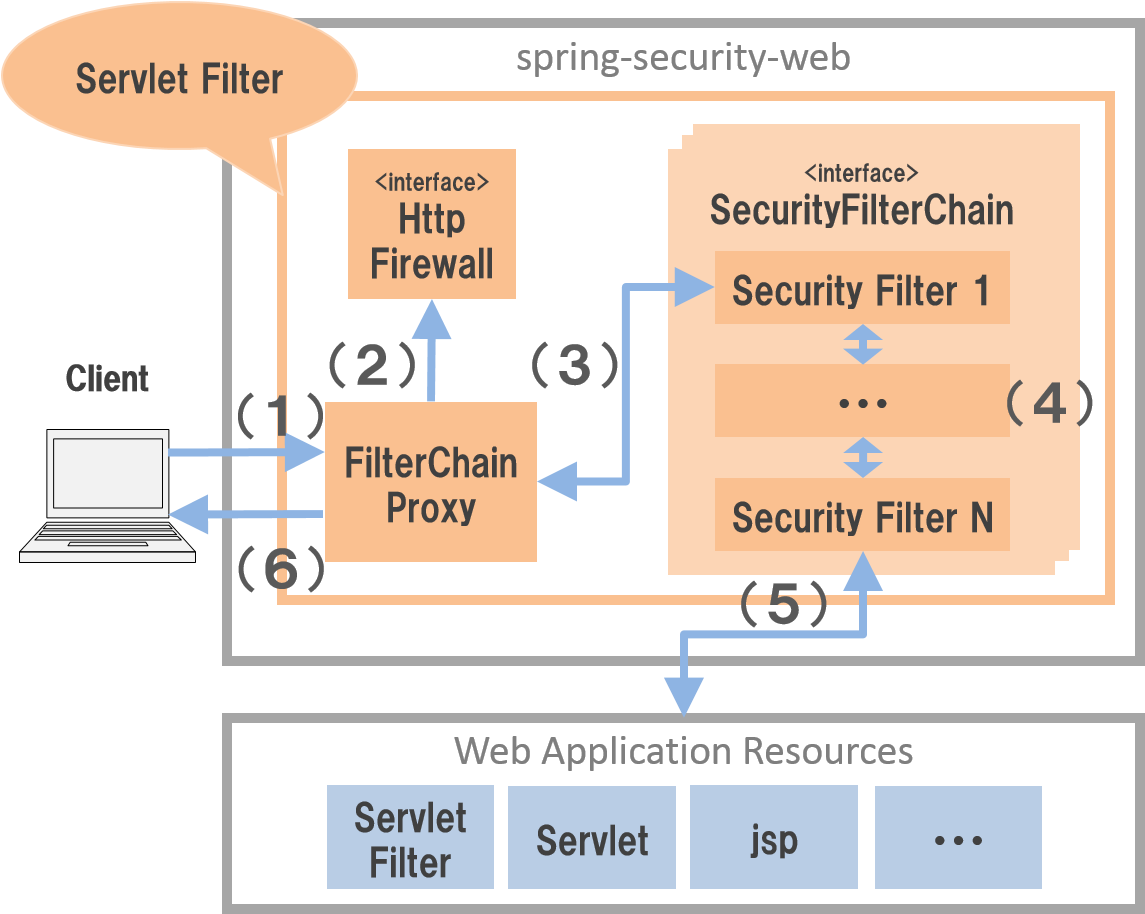 spring-security-web
Servlet Filter
<interface>
Http
Firewall
<interface>
SecurityFilterChain
Security Filter 1
(2)
(3)
Client
(1)
...
(4)
FilterChain
Proxy
Security Filter N
(6)
(5)
Web Application Resources
Servlet
Filter
Servlet
jsp
...